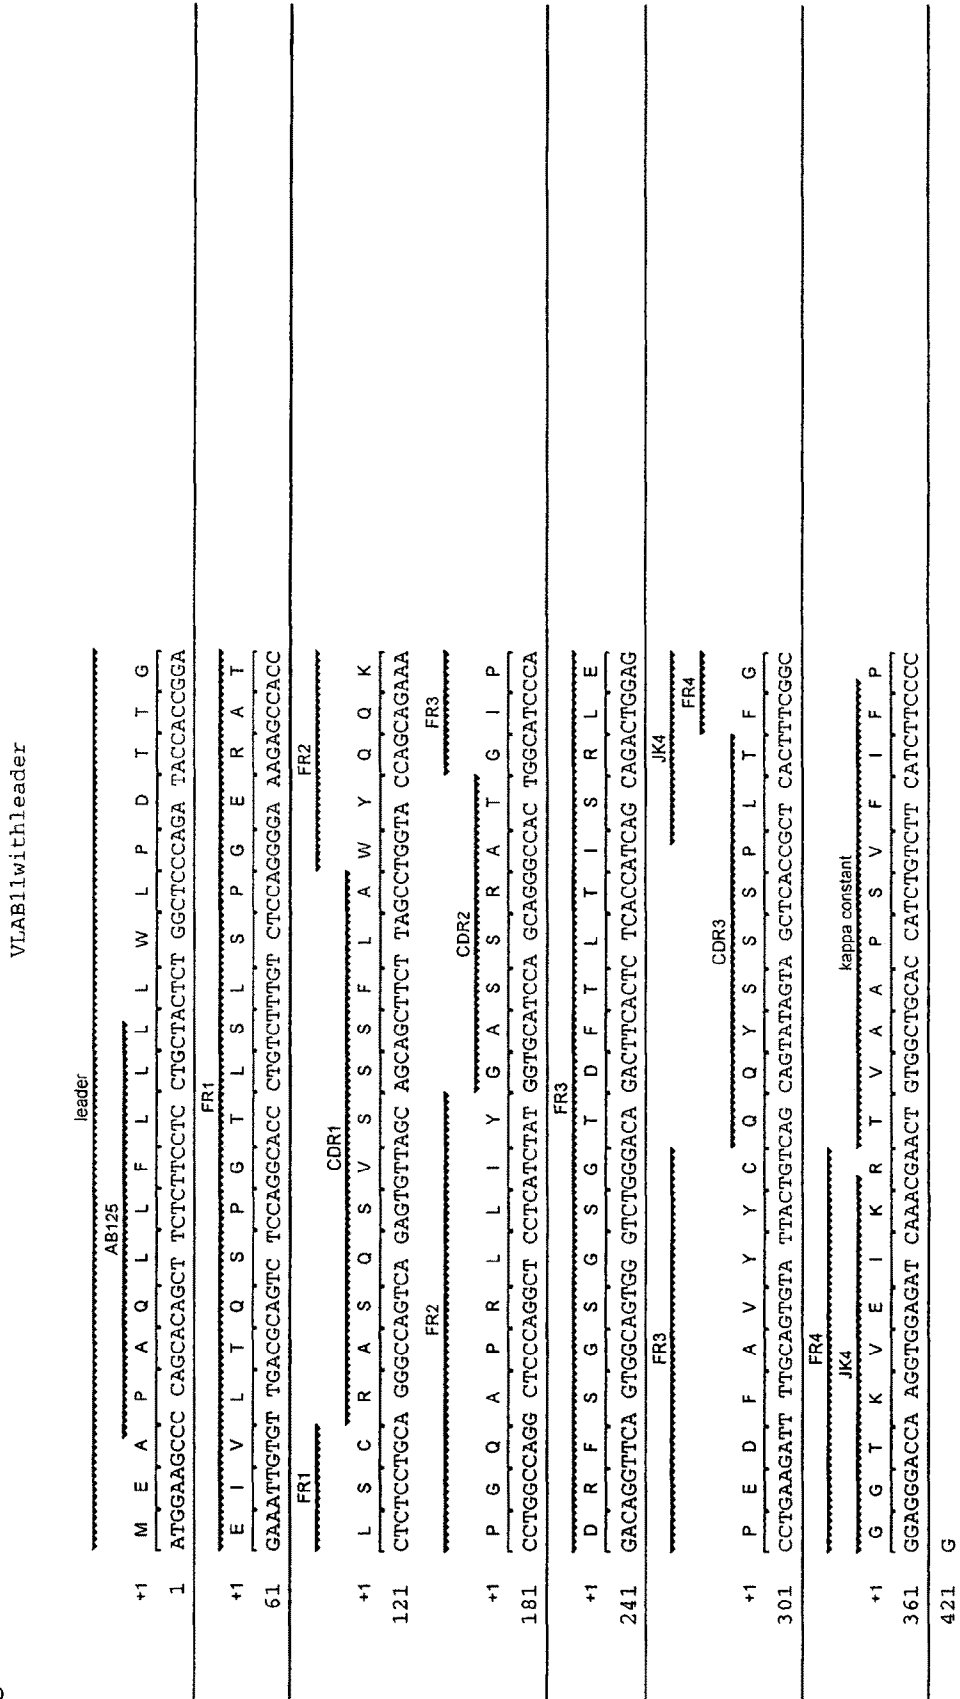 VLAB11withleader
leader
AB125
+1 M E A P A Q L L F L L L L W L P D T T G
1 ATGGAAGCCC CAGCACAGCT TCTCTTCCTC CTGCTACTCT GGCTCCCAGA TACCACCGGA
FR1
+1 E I V L T Q S P G T L S L S P G E R A T
61 GAAATTGTGT TGACGCAGTC TCCAGGCACC CTGTCTTTGT CTCCAGGGGA AAGAGCCACC
FR1 FR2
CDR1
+1 L S C R A S Q S V S S S F L A W Y Q Q K
121 CTCTCCTGCA GGGCCAGTCA GAGTGTTAGC AGCAGCTTCT TAGCCTGGTA CCAGCAGAAA
FR2 FR3
CDR2
+1 P G Q A P R L L I Y G A S S R A T G I P
181 CCTGGCCAGG CTCCCAGGCT CCTCATCTAT GGTGCATCCA GCAGGGCCAC TGGCATCCCA
FR3
+1 D R F S G S G S G T D F T L T I S R L E
241 GACAGGTTCA GTGGCAGTGG GTCTGGGACA GACTTCACTC TCACCATCAG CAGACTGGAG
FR3 JK4
FR4
CDR3
+1 P E D F A V Y Y C Q Q Y S S S P L T F G
301 CCTGAAGATT TTGCAGTGTA TTACTGTCAG CAGTATAGTA GCTCACCGCT CACTTTCGGC
FR4
JK4 kappa constant
+1 G G T K V E I K R T V A A P S V F I F P
361 GGAGGGACCA AGGTGGAGAT CAAACGAACT GTGGCTGCAC CATCTGTCTT CATCTTCCCC
421 G